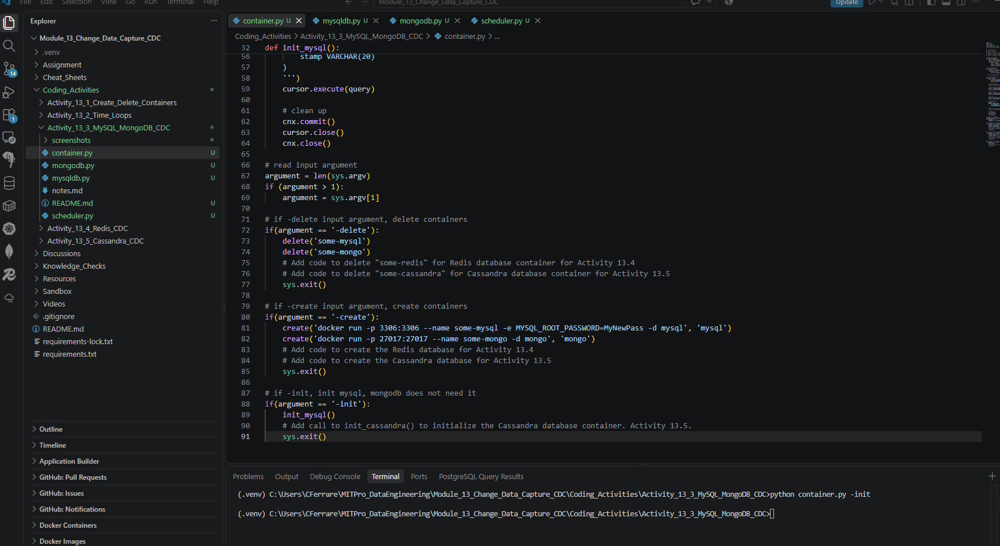 File Edit Selection View Go Run Terminal Help
Module_13_Change_Data_Capture_CDC
Update
Explorer
Module_13_Change_Data_Capture_CDC
.venv
Assignment
Cheat_Sheets
Coding_Activities
Activity_13_1_Create_Delete_Containers
Activity_13_2_Time_Loops
Activity_13_3_MySQL_MongoDB_CDC
screenshots
container.py U
mongodb.py U
mysqldb.py U
notes.md
README.md U
scheduler.py U
Activity_13_4_Redis_CDC
Activity_13_5_Cassandra_CDC
Discussions
Knowledge_Checks
Resources
Sandbox
Videos
.gitignore
README.md
requirements-lock.txt
requirements.txt
Outline
Timeline
Application Builder
GitHub: Pull Requests
GitHub: Issues
GitHub: Notifications
Docker Containers
Docker Images
14
1
container.py U mysqldb.py U mongodb.py U scheduler.py U
Coding_Activities > Activity_13_3_MySQL_MongoDB_CDC > container.py > ...
32 def init_mysql():
56 stamp VARCHAR(20)
57 )
58 ''')
59 cursor.execute(query)
60
61 # clean up
62 cnx.commit()
63 cursor.close()
64 cnx.close()
65
66 # read input argument
67 argument = len(sys.argv)
68 if (argument > 1):
69 argument = sys.argv[1]
70
71 # if -delete input argument, delete containers
72 if(argument == '-delete'):
73 delete('some-mysql')
74 delete('some-mongo')
75 # Add code to delete "some-redis" for Redis database container for Activity 13.4
76 # Add code to delete "some-cassandra" for Cassandra database container for Activity 13.5
77 sys.exit()
78
79 # if -create input argument, create containers
80 if(argument == '-create'):
81 create('docker run -p 3306:3306 --name some-mysql -e MYSQL_ROOT_PASSWORD=MyNewPass -d mysql', 'mysql')
82 create('docker run -p 27017:27017 --name some-mongo -d mongo', 'mongo')
83 # Add code to create the Redis database for Activity 13.4
84 # Add code to create the Cassandra database for Activity 13.5
85 sys.exit()
86
87 # if -init, init mysql, mongodb does not need it
88 if(argument == '-init'):
89 init_mysql()
90 # Add call to init_cassandra() to initialize the Cassandra database container. Activity 13.5.
91 sys.exit()
Problems Output Debug Console Terminal Ports PostgreSQL Query Results
(.venv) C:\Users\CFerrare\MITPro_DataEngineering\Module_13_Change_Data_Capture_CDC\Coding_Activities\Activity_13_3_MySQL_MongoDB_CDC>python container.py -init
(.venv) C:\Users\CFerrare\MITPro_DataEngineering\Module_13_Change_Data_Capture_CDC\Coding_Activities\Activity_13_3_MySQL_MongoDB_CDC>